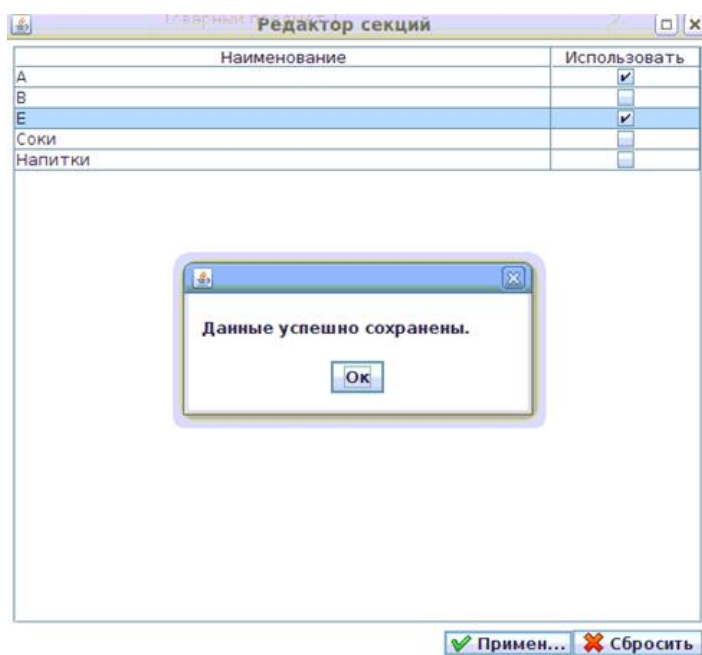 Редактор секций
Наименование Использовать
A
B
E
Соки
Напитки
Данные успешно сохранены.
Ок
Примен... Сбросить